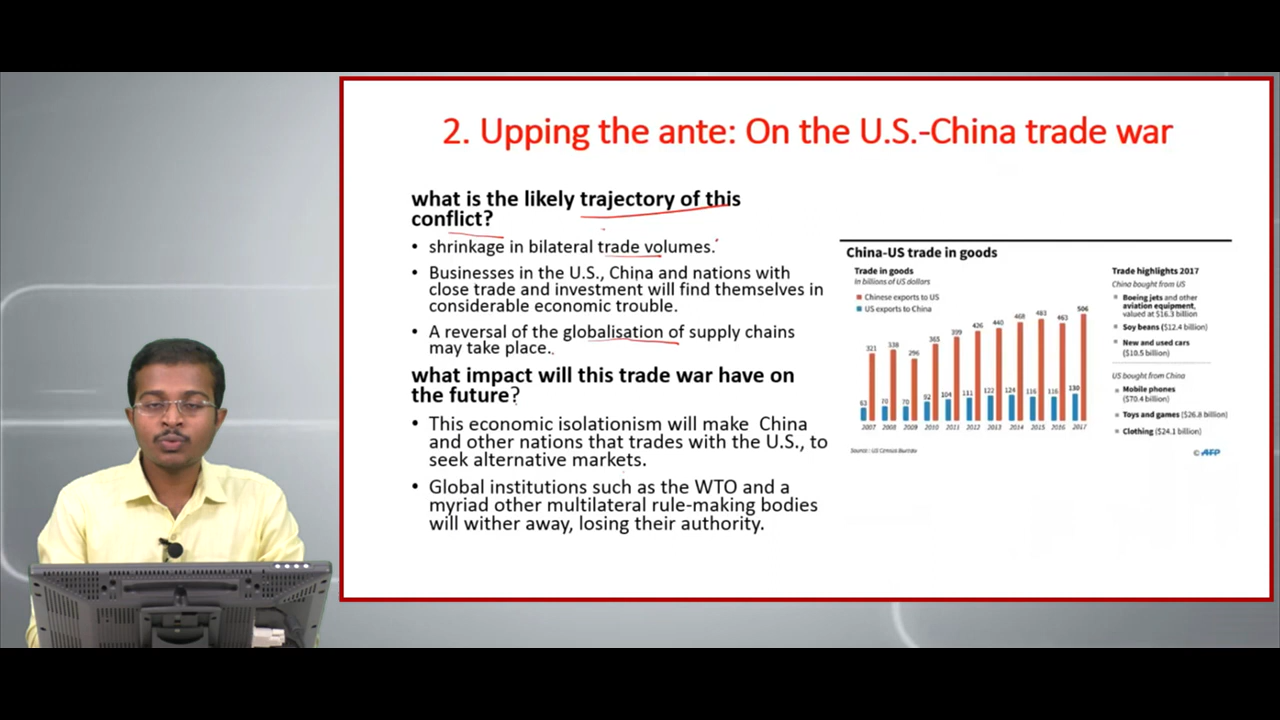 2. Upping the ante: On the U.S.-China trade war
what is the likely trajectory of this
conflict?
• shrinkage in bilateral trade volumes.
• Businesses in the U.S., China and nations with
close trade and investment will find themselves in
considerable economic trouble.
• A reversal of the globalisation of supply chains
may take place.
what impact will this trade war have on
the future?
• This economic isolationism will make China
and other nations that trades with the U.S., to
seek alternative markets.
• Global institutions such as the WTO and a
myriad other multilateral rule-making bodies
will wither away, losing their authority.
China-US trade in goods
Trade in goods
In billions of US dollars
Chinese exports to US
US exports to China
321 338 296 365 399 426 440 468 483 463 506
63 70 70 92 104 111 122 124 116 116 130
2007 2008 2009 2010 2011 2012 2013 2014 2015 2016 2017
Source : US Census Bureau
Trade highlights 2017
China bought from US
Boeing jets and other
aviation equipment,
valued at $16.3 billion
Soy beans ($12.4 billion)
New and used cars
($10.5 billion)
US bought from China
Mobile phones
($70.4 billion)
Toys and games ($26.8 billion)
Clothing ($24.1 billion)
© AFP